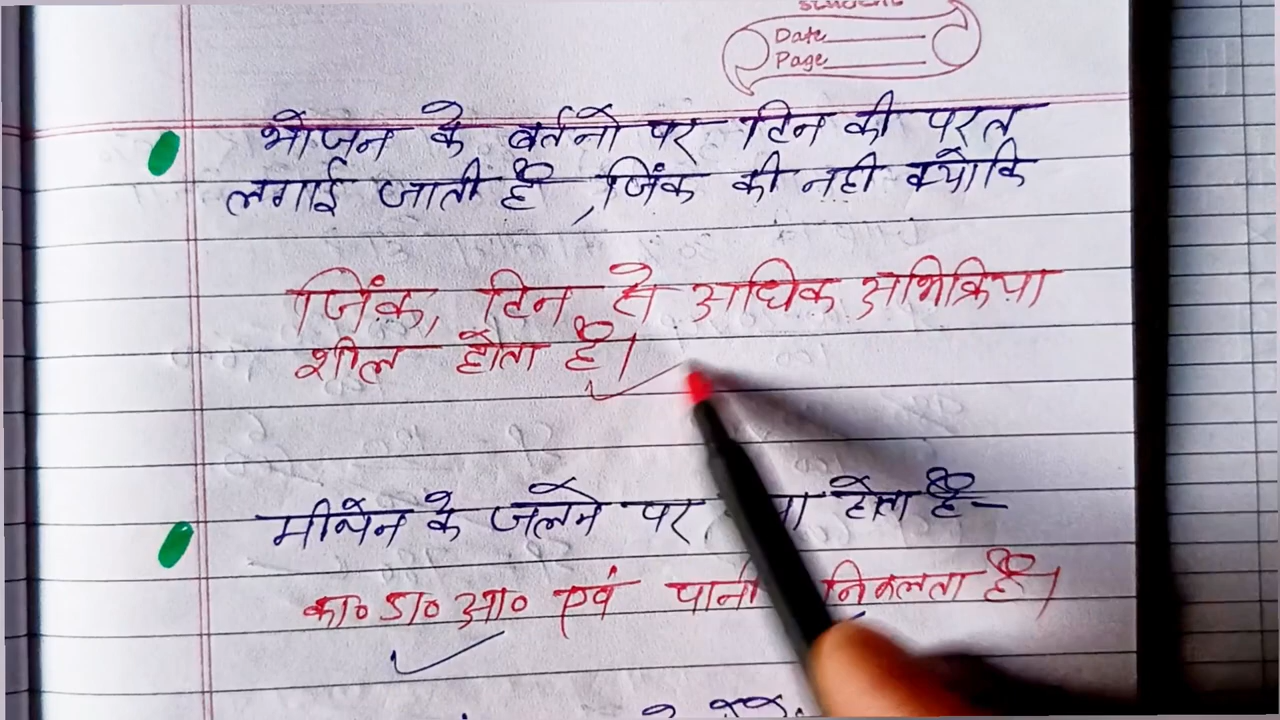 Date
Page
भोजन के बर्तनो पर टिन की परत
लगाई जाती है, जिंक की नही क्योकि
जिंक, टिन से अधिक अभिक्रिया
शील होता है।
मीथेन के जलने पर होता है-
का० डा० आ० एवं पानी निकलता है।